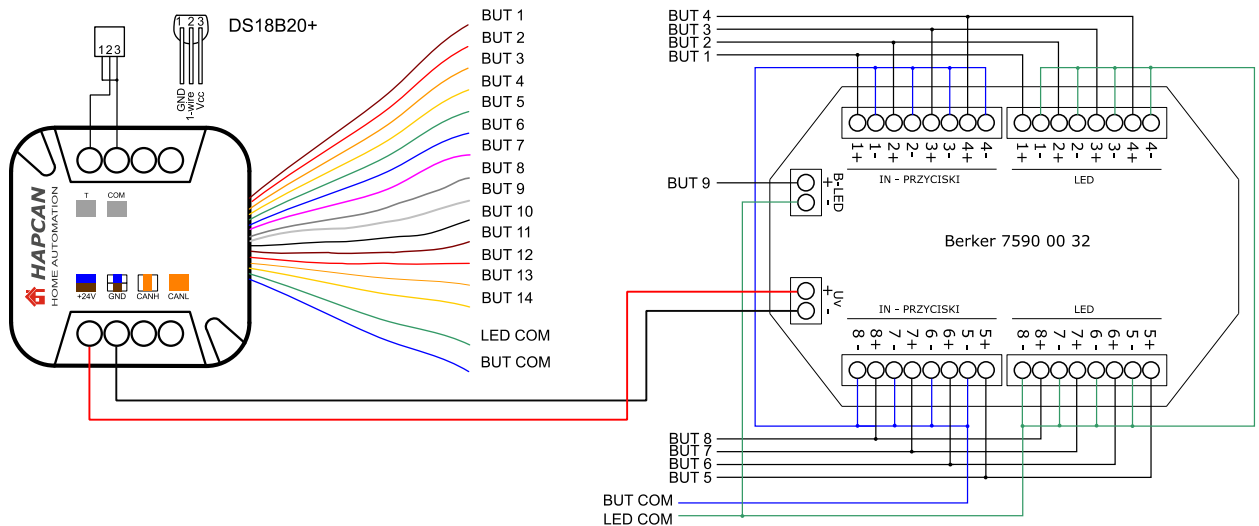 1 2 3
DS18B20+
123
GND
1-wire
Vcc
T
COM
HAPCAN
HOME AUTOMATION
+24V
GND
CANH
CANL
BUT 1
BUT 2
BUT 3
BUT 4
BUT 5
BUT 6
BUT 7
BUT 8
BUT 9
BUT 10
BUT 11
BUT 12
BUT 13
BUT 14
LED COM
BUT COM
BUT 4
BUT 3
BUT 2
BUT 1
1+ 1- 2+ 2- 3+ 3- 4+ 4-
1+ 1- 2+ 2- 3+ 3- 4+ 4-
IN - PRZYCISKI
LED
BUT 9
+ -
B-LED
Berker 7590 00 32
+ -
Uv
IN - PRZYCISKI
LED
8- 8+ 7- 7+ 6- 6+ 5- 5+
8- 8+ 7- 7+ 6- 6+ 5- 5+
BUT 8
BUT 7
BUT 6
BUT 5
BUT COM
LED COM